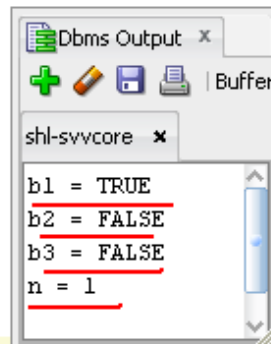 Dbms Output x
Buffer
shl-svvcore x
b1 = TRUE
b2 = FALSE
b3 = FALSE
n = 1